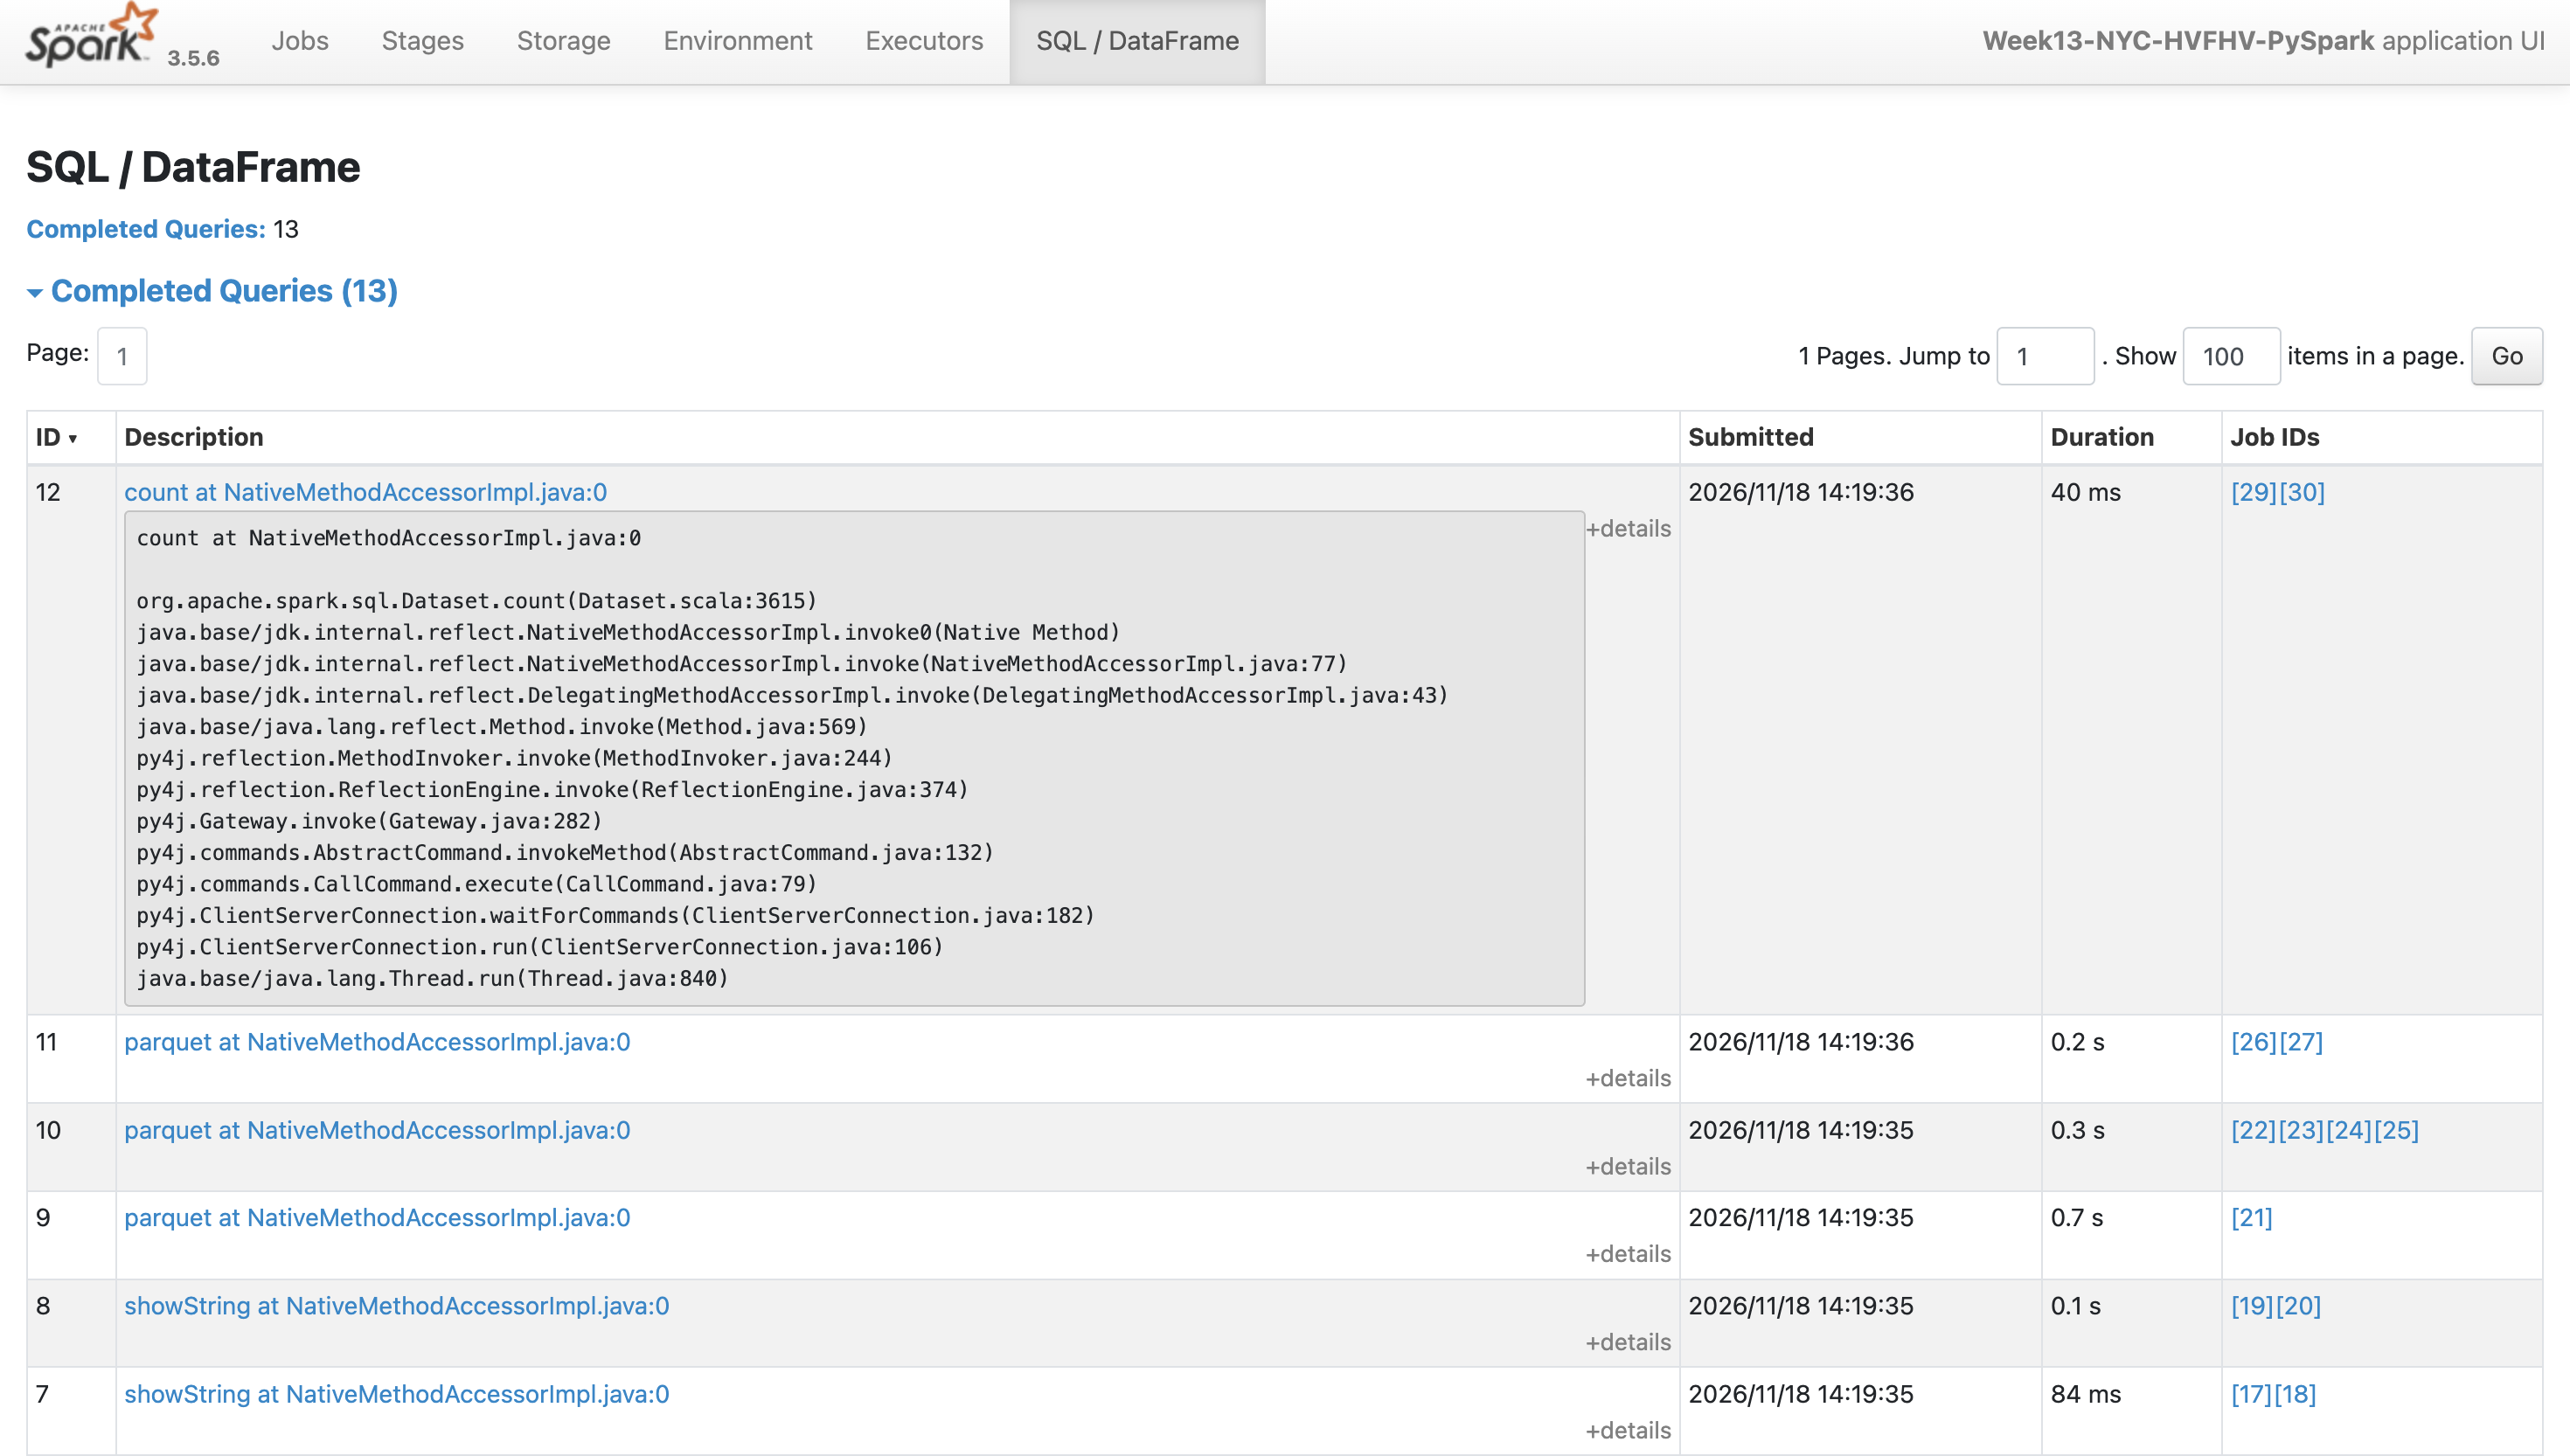 APACHE
Spark 3.5.6 Jobs Stages Storage Environment Executors SQL / DataFrame Week13-NYC-HVFHV-PySpark application UI
SQL / DataFrame
Completed Queries: 13
Completed Queries (13)
Page: 1 1 Pages. Jump to 1 . Show 100 items in a page. Go
ID ▾ Description Submitted Duration Job IDs
12 count at NativeMethodAccessorImpl.java:0 2026/11/18 14:19:36 40 ms [29][30]
+details
count at NativeMethodAccessorImpl.java:0
org.apache.spark.sql.Dataset.count(Dataset.scala:3615)
java.base/jdk.internal.reflect.NativeMethodAccessorImpl.invoke0(Native Method)
java.base/jdk.internal.reflect.NativeMethodAccessorImpl.invoke(NativeMethodAccessorImpl.java:77)
java.base/jdk.internal.reflect.DelegatingMethodAccessorImpl.invoke(DelegatingMethodAccessorImpl.java:43)
java.base/java.lang.reflect.Method.invoke(Method.java:569)
py4j.reflection.MethodInvoker.invoke(MethodInvoker.java:244)
py4j.reflection.ReflectionEngine.invoke(ReflectionEngine.java:374)
py4j.Gateway.invoke(Gateway.java:282)
py4j.commands.AbstractCommand.invokeMethod(AbstractCommand.java:132)
py4j.commands.CallCommand.execute(CallCommand.java:79)
py4j.ClientServerConnection.waitForCommands(ClientServerConnection.java:182)
py4j.ClientServerConnection.run(ClientServerConnection.java:106)
java.base/java.lang.Thread.run(Thread.java:840)
11 parquet at NativeMethodAccessorImpl.java:0 2026/11/18 14:19:36 0.2 s [26][27]
+details
10 parquet at NativeMethodAccessorImpl.java:0 2026/11/18 14:19:35 0.3 s [22][23][24][25]
+details
9 parquet at NativeMethodAccessorImpl.java:0 2026/11/18 14:19:35 0.7 s [21]
+details
8 showString at NativeMethodAccessorImpl.java:0 2026/11/18 14:19:35 0.1 s [19][20]
+details
7 showString at NativeMethodAccessorImpl.java:0 2026/11/18 14:19:35 84 ms [17][18]
+details